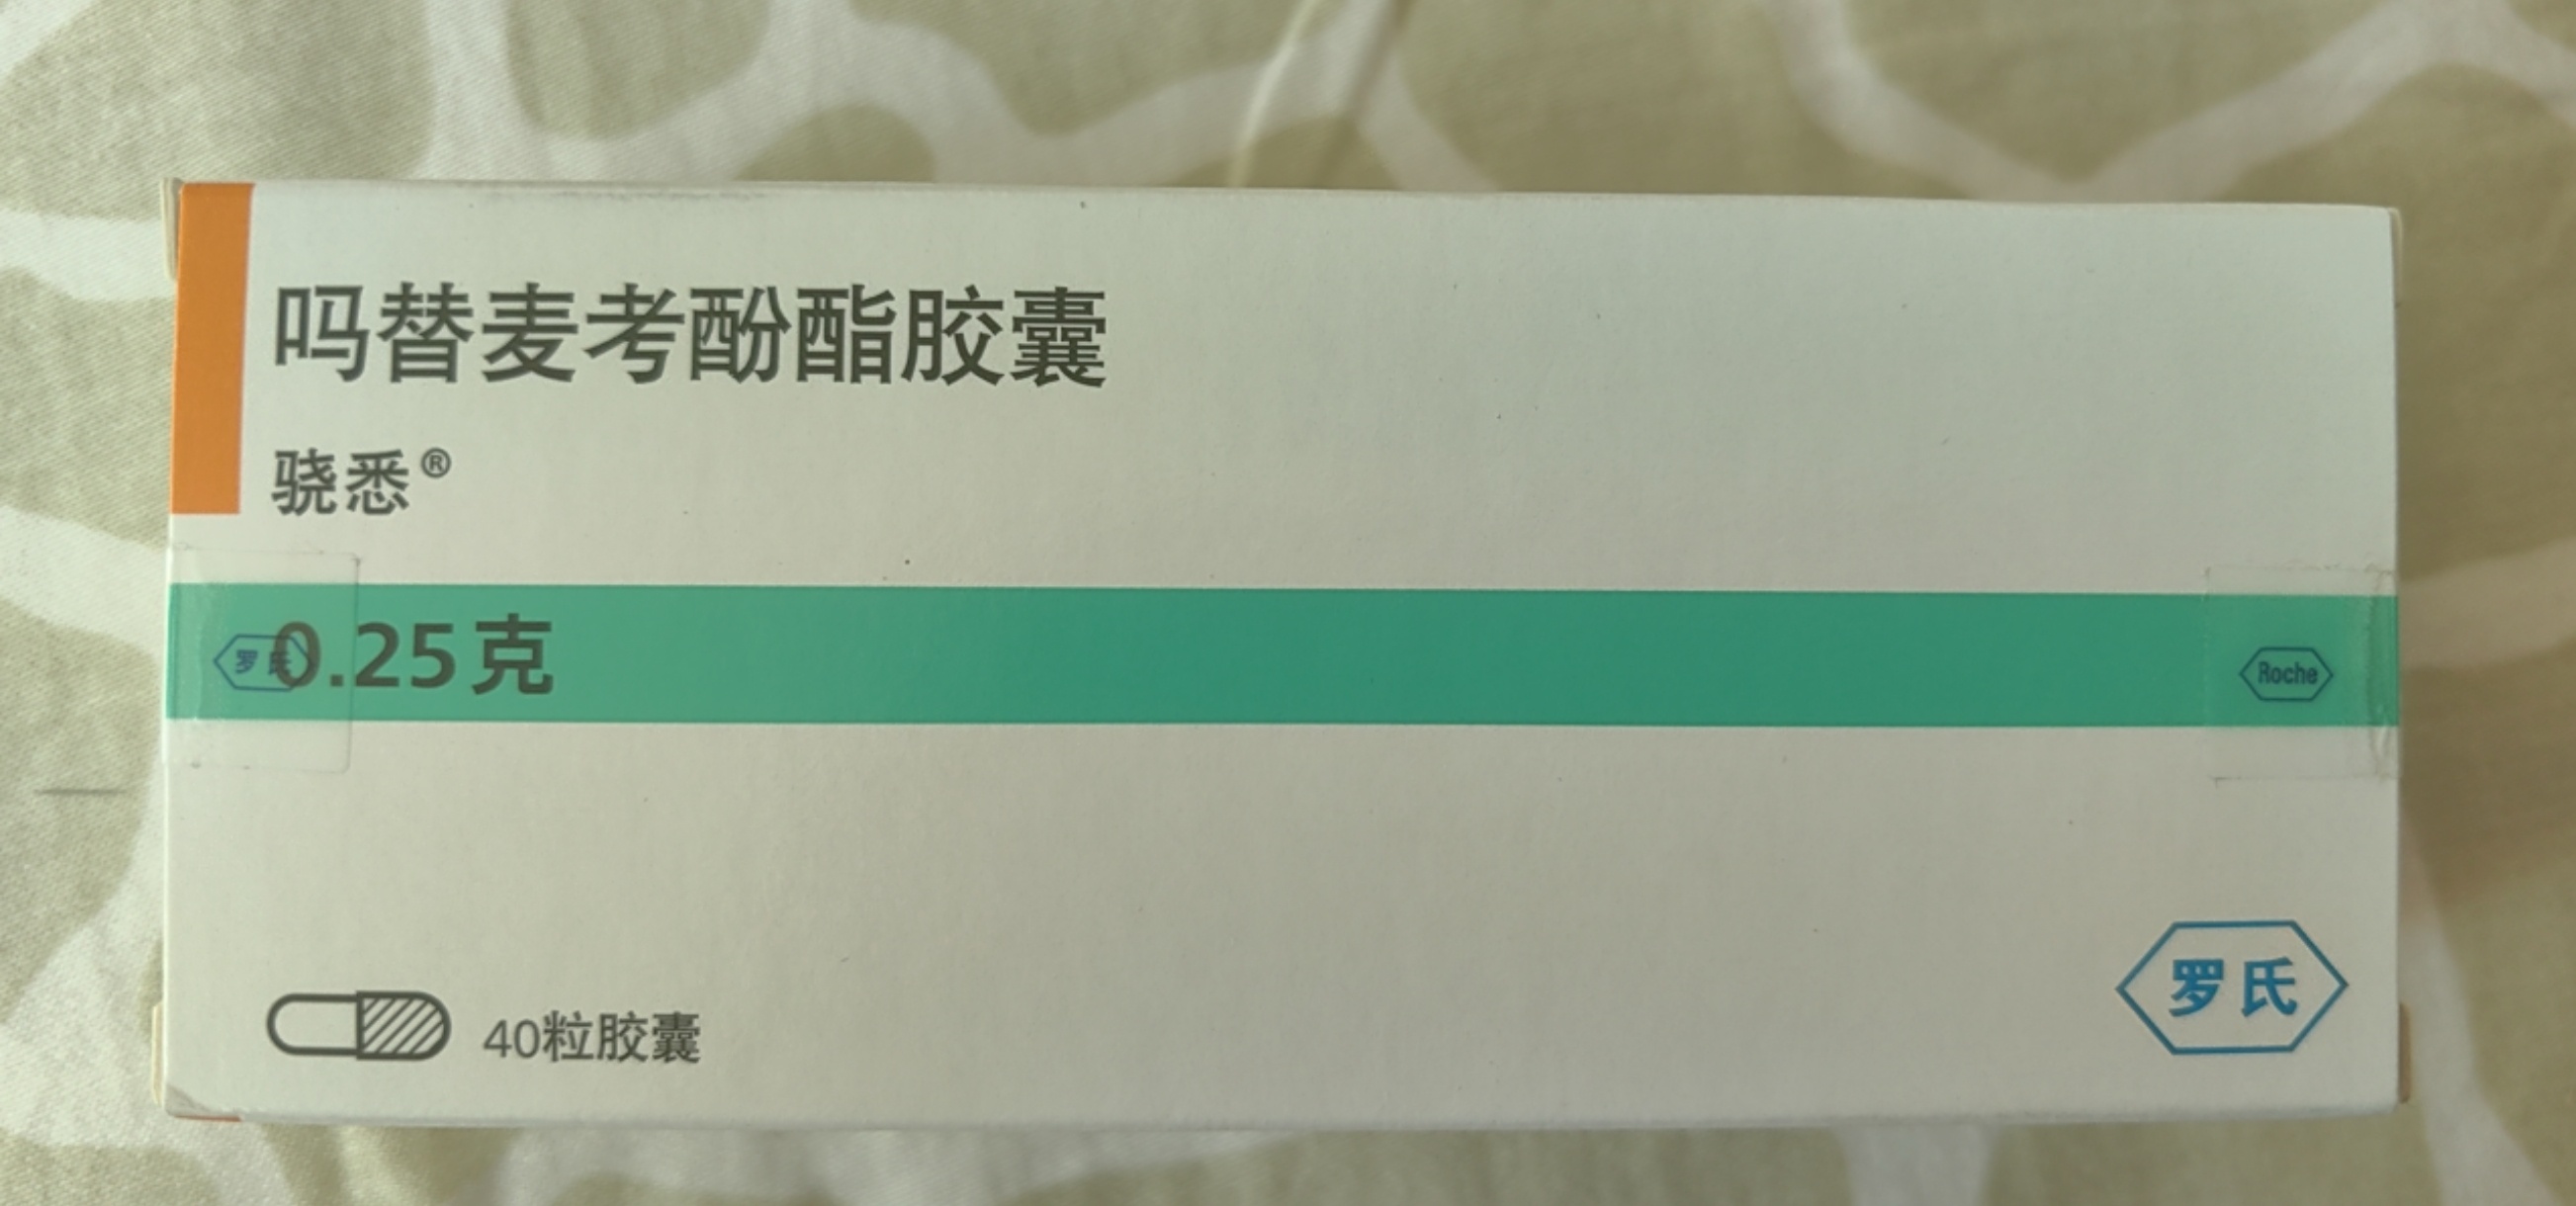 吗替麦考酚酯胶囊
骁悉®
0.25克
罗氏
Roche
40粒胶囊
罗氏